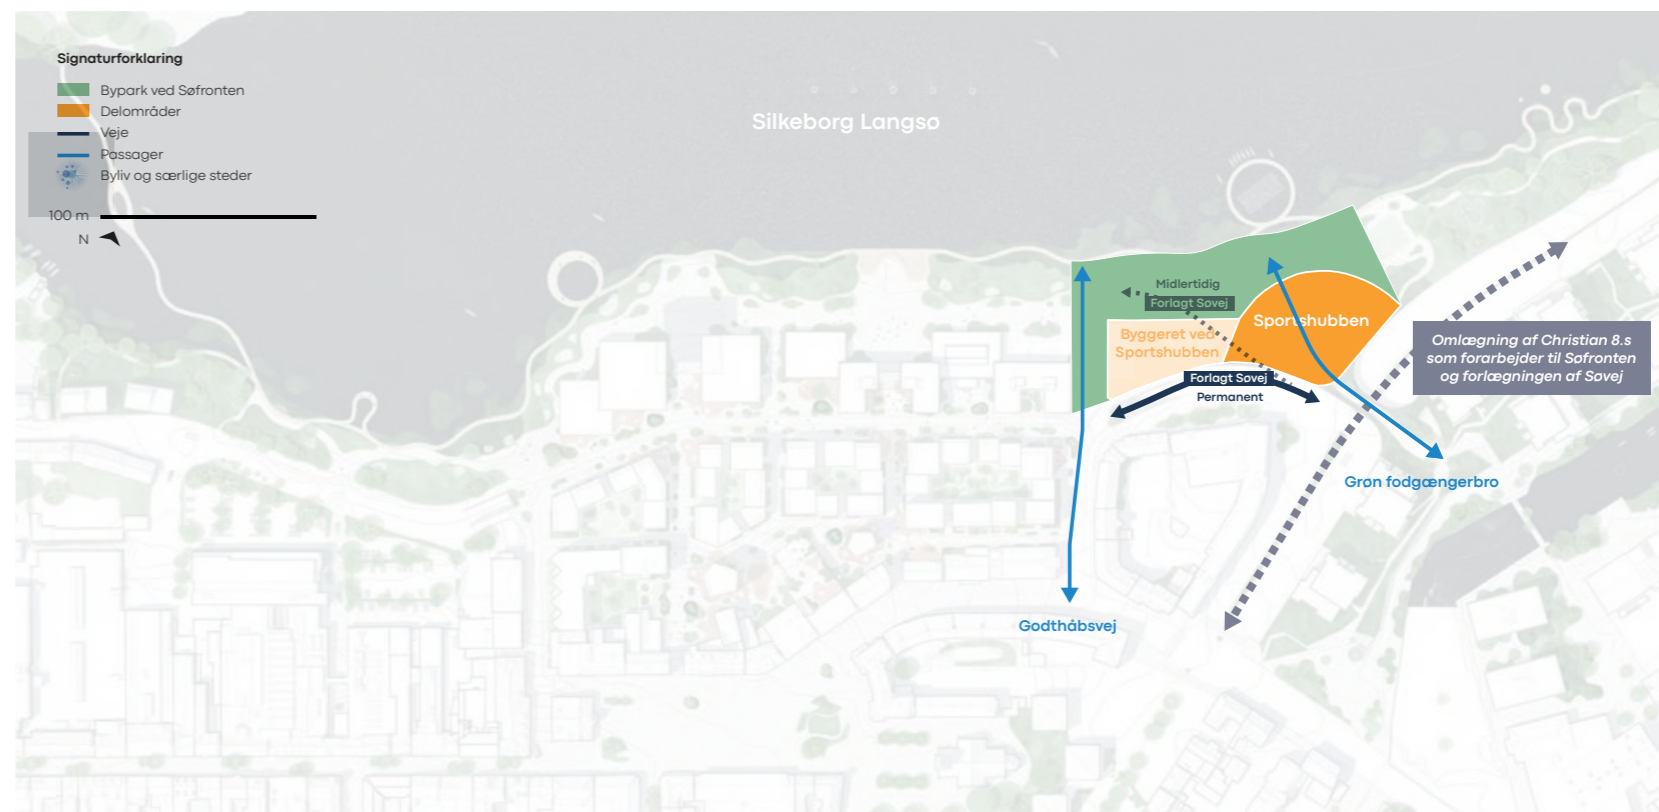 Signaturforklaring
Bypark ved Søfronten
Delområder
Veje
Passager
Byliv og særlige steder
100 m
N
Silkeborg Langsø
Midlertidig
Forlagt Søvej
Sportshubben
Byggeret ved
Sportshubben
Forlagt Søvej
Permanent
Omlægning af Christian 8.s
som forarbejder til Søfronten
og forlægningen af Søvej
Grøn fodgængerbro
Godthåbsvej